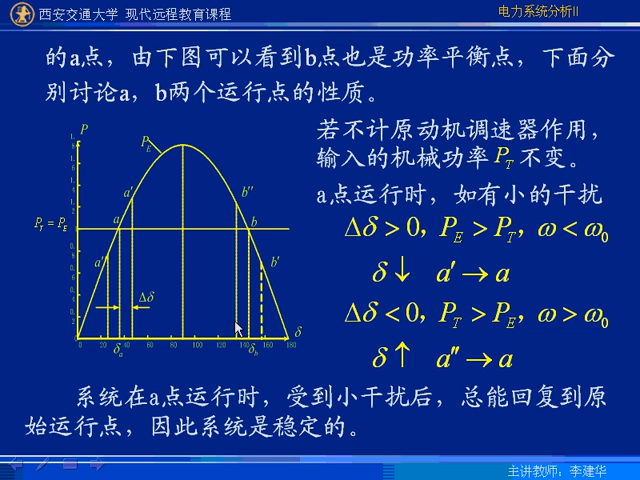 西安交通大学 现代远程教育课程
电力系统分析II
的a点，由下图可以看到b点也是功率平衡点，下面分
别讨论a，b两个运行点的性质。
若不计原动机调速器作用，
输入的机械功率 P_T 不变。
a点运行时，如有小的干扰
Δδ > 0，P_E > P_T，ω < ω_0
δ↓ a′ → a
Δδ < 0，P_T > P_E，ω > ω_0
δ↑ a″ → a
P
P_E
a′
b″
P_T = P_E
a
b
a″
b′
Δδ
δ
0 20 40 60 80 100 120 140 160 180
δ_a
δ_b
系统在a点运行时，受到小干扰后，总能回复到原
始运行点，因此系统是稳定的。
主讲教师：李建华